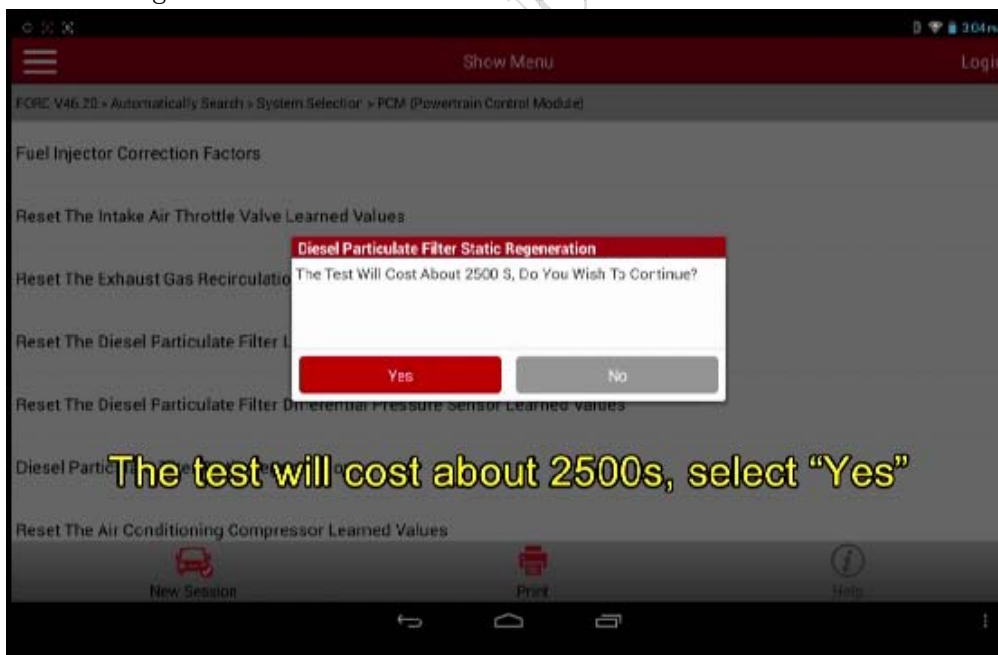 3:04
Show Menu
Login
FORD V46.20 > Automatically Search > System Selection > PCM (Powertrain Control Module)
Fuel Injector Correction Factors
Reset The Intake Air Throttle Valve Learned Values
Diesel Particulate Filter Static Regeneration
Reset The Exhaust Gas Recirculatio
The Test Will Cost About 2500 S, Do You Wish To Continue?
Reset The Diesel Particulate Filter L
Yes
No
Reset The Diesel Particulate Filter Differential Pressure Sensor Learned Values
Diesel
The test will cost about 2500s, select “Yes”
Reset The Air Conditioning Compressor Learned Values
New Session
Print
Help